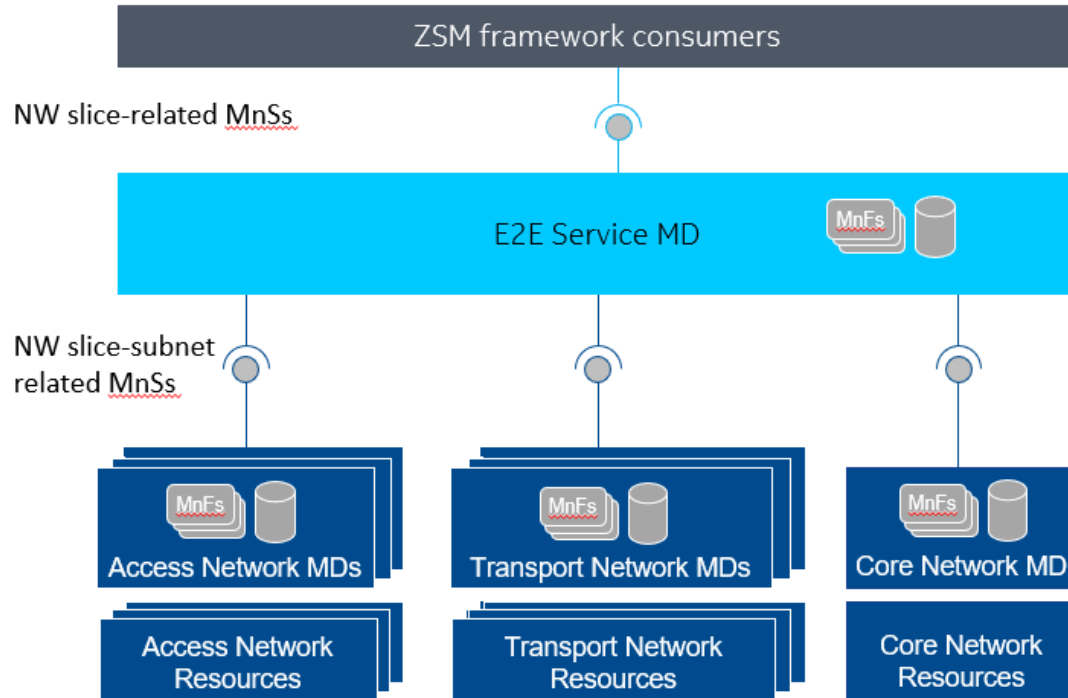 ZSM framework consumers
NW slice-related MnSs
E2E Service MD
MnFs
NW slice-subnet
related MnSs
MnFs
Access Network MDs
MnFs
Transport Network MDs
MnFs
Core Network MD
Access Network
Resources
Transport Network
Resources
Core Network
Resources